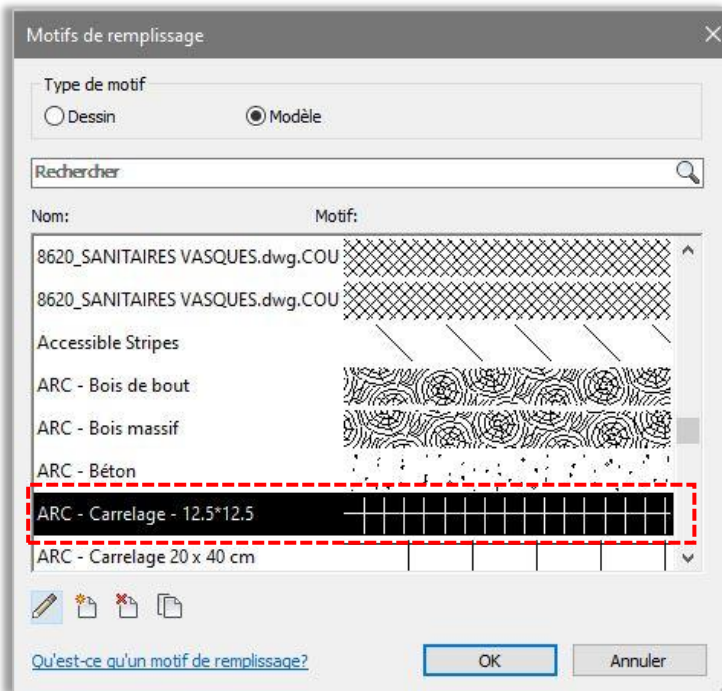 Motifs de remplissage
Type de motif
Dessin Modèle
Rechercher
Nom: Motif:
8620_SANITAIRES VASQUES.dwg.COU
8620_SANITAIRES VASQUES.dwg.COU
Accessible Stripes
ARC - Bois de bout
ARC - Bois massif
ARC - Béton
ARC - Carrelage - 12.5*12.5
ARC - Carrelage 20 x 40 cm
Qu'est-ce qu'un motif de remplissage?
OK Annuler